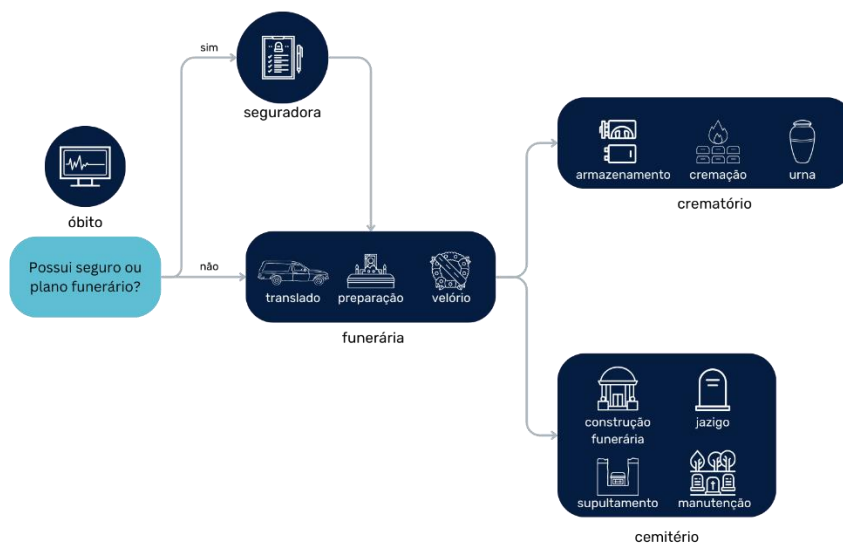 sim
seguradora
óbito
Possui seguro ou
plano funerário?
não
translado
preparação
velório
funerária
armazenamento
cremação
urna
crematório
construção
funerária
jazigo
supultamento
manutenção
cemitério